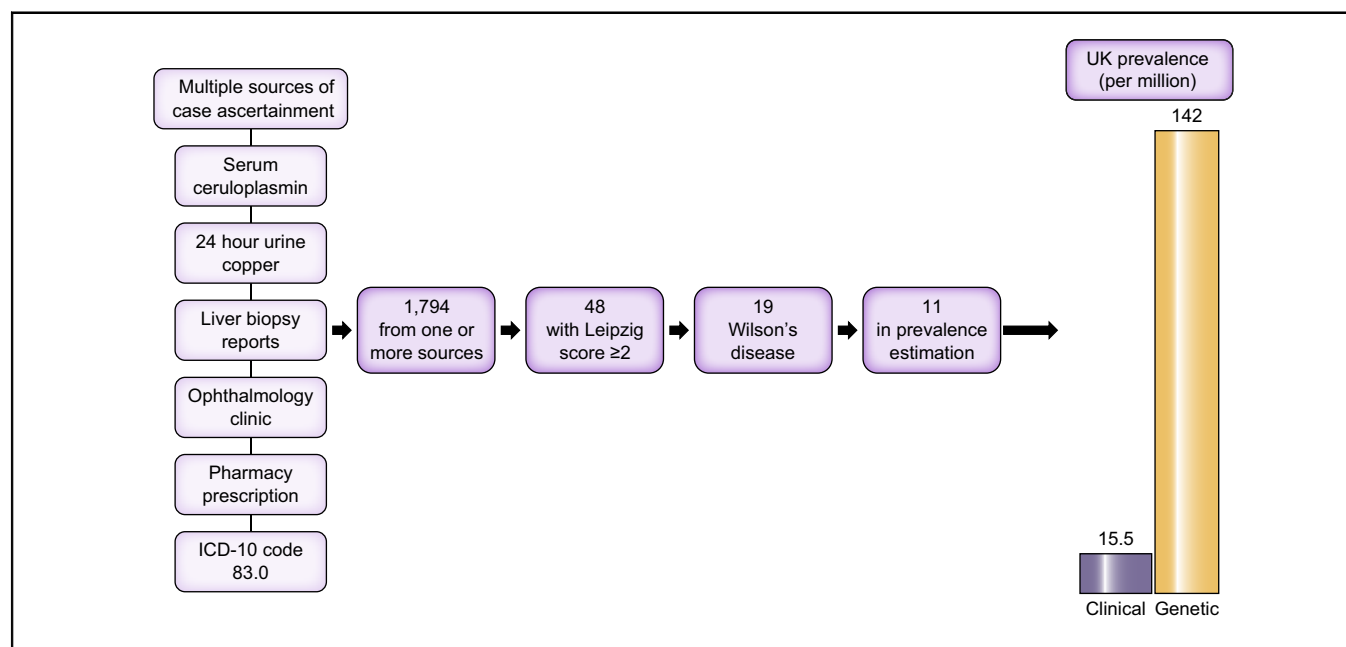 Multiple sources of
case ascertainment
Serum
ceruloplasmin
24 hour urine
copper
Liver biopsy
reports
Ophthalmology
clinic
Pharmacy
prescription
ICD-10 code
83.0
1,794
from one or
more sources
48
with Leipzig
score ≥2
19
Wilson’s
disease
11
in prevalence
estimation
UK prevalence
(per million)
142
15.5
Clinical Genetic